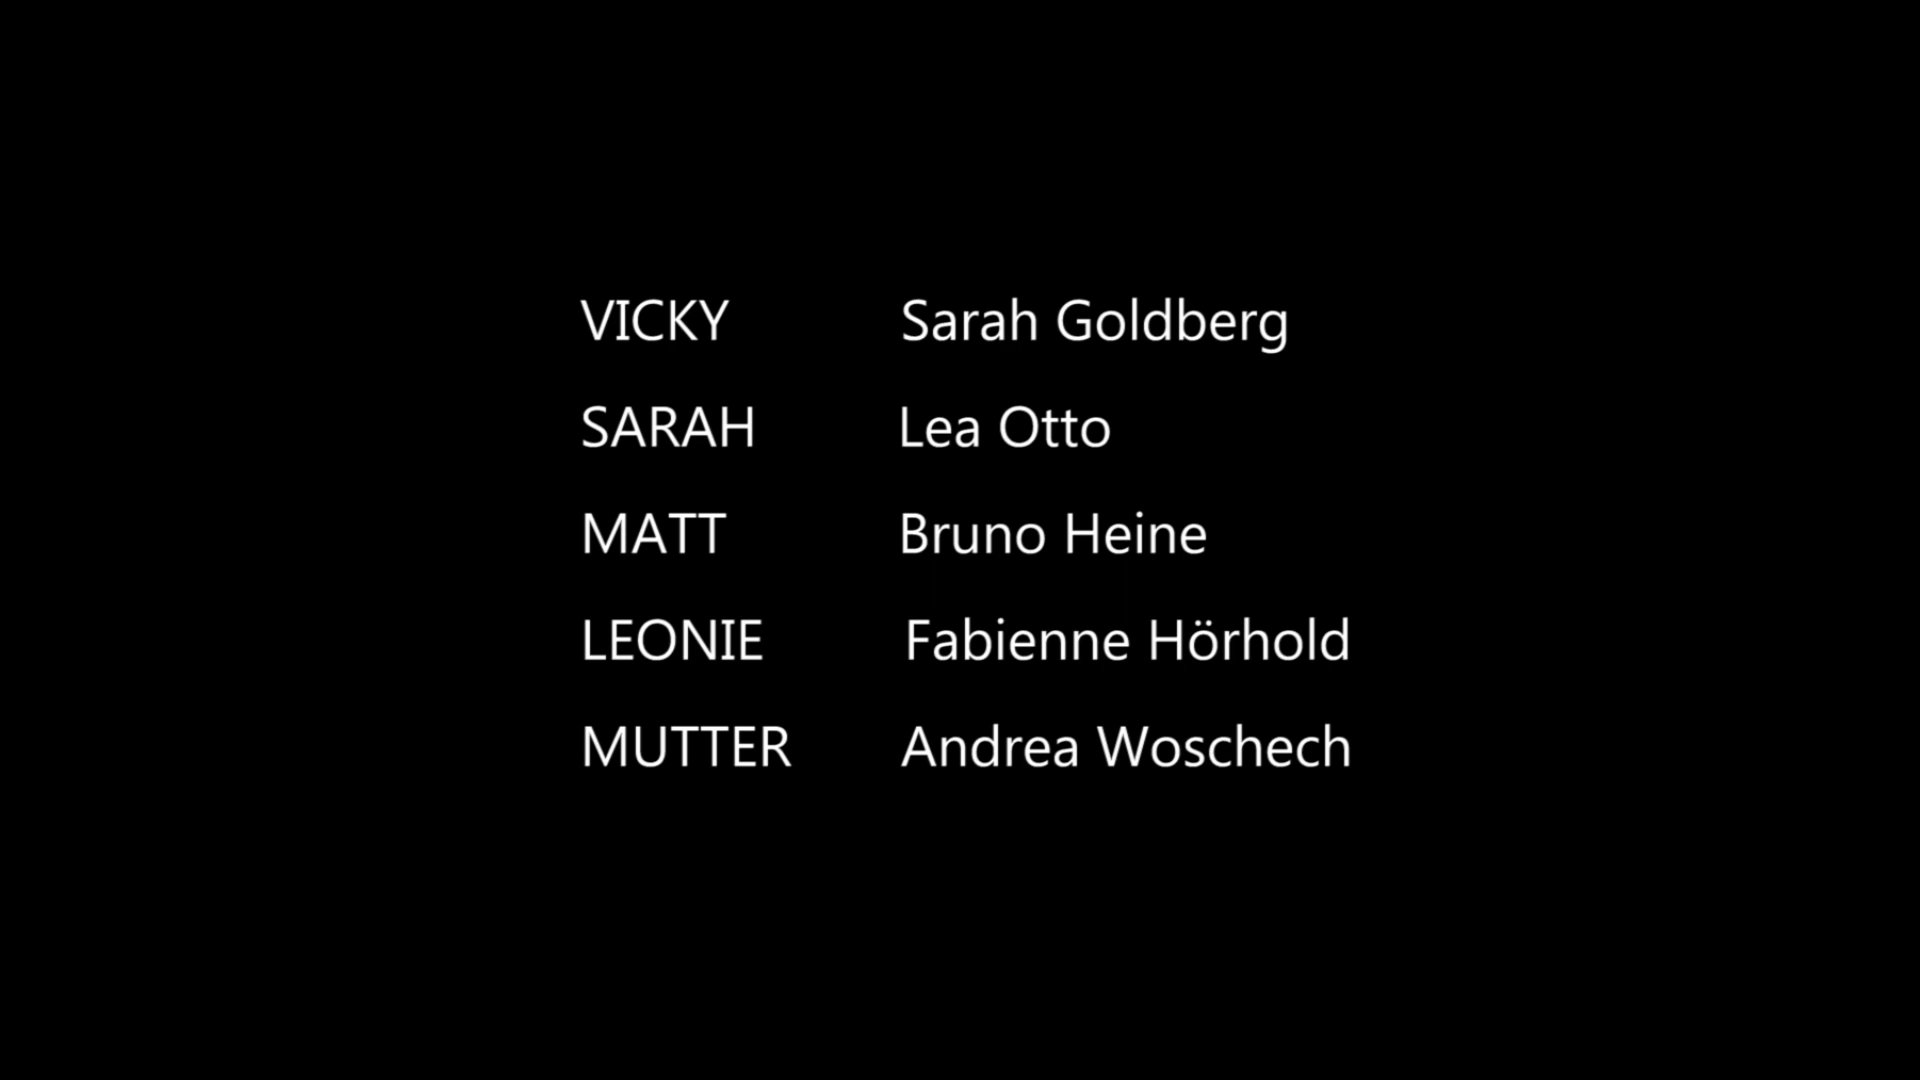 VICKY Sarah Goldberg
SARAH Lea Otto
MATT Bruno Heine
LEONIE Fabienne Hörhold
MUTTER Andrea Woschech